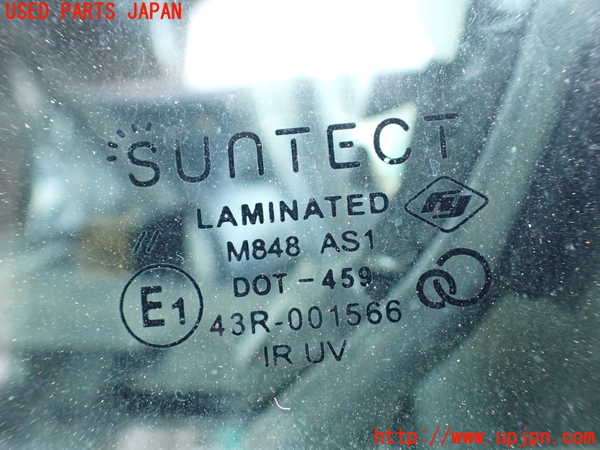 USED PARTS JAPAN
SUNTECT
LAMINATED
M848 AS1
DOT-459
E1
43R-001566
IR UV
http://www.upjpn.com